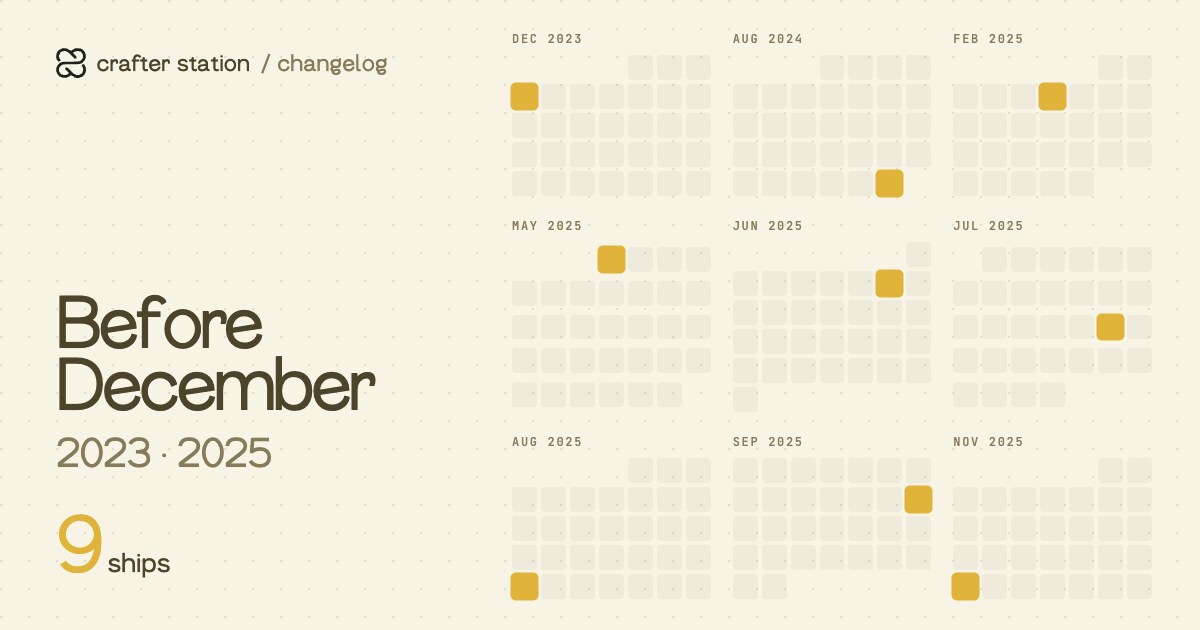 crafter station / changelog
Before
December
2023 · 2025
9 ships
DEC 2023
AUG 2024
FEB 2025
MAY 2025
JUN 2025
JUL 2025
AUG 2025
SEP 2025
NOV 2025